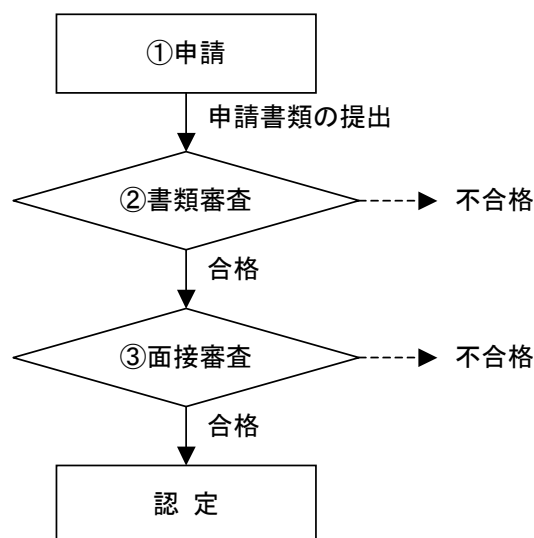 ①申請
申請書類の提出
②書類審査
不合格
合格
③面接審査
不合格
合格
認 定